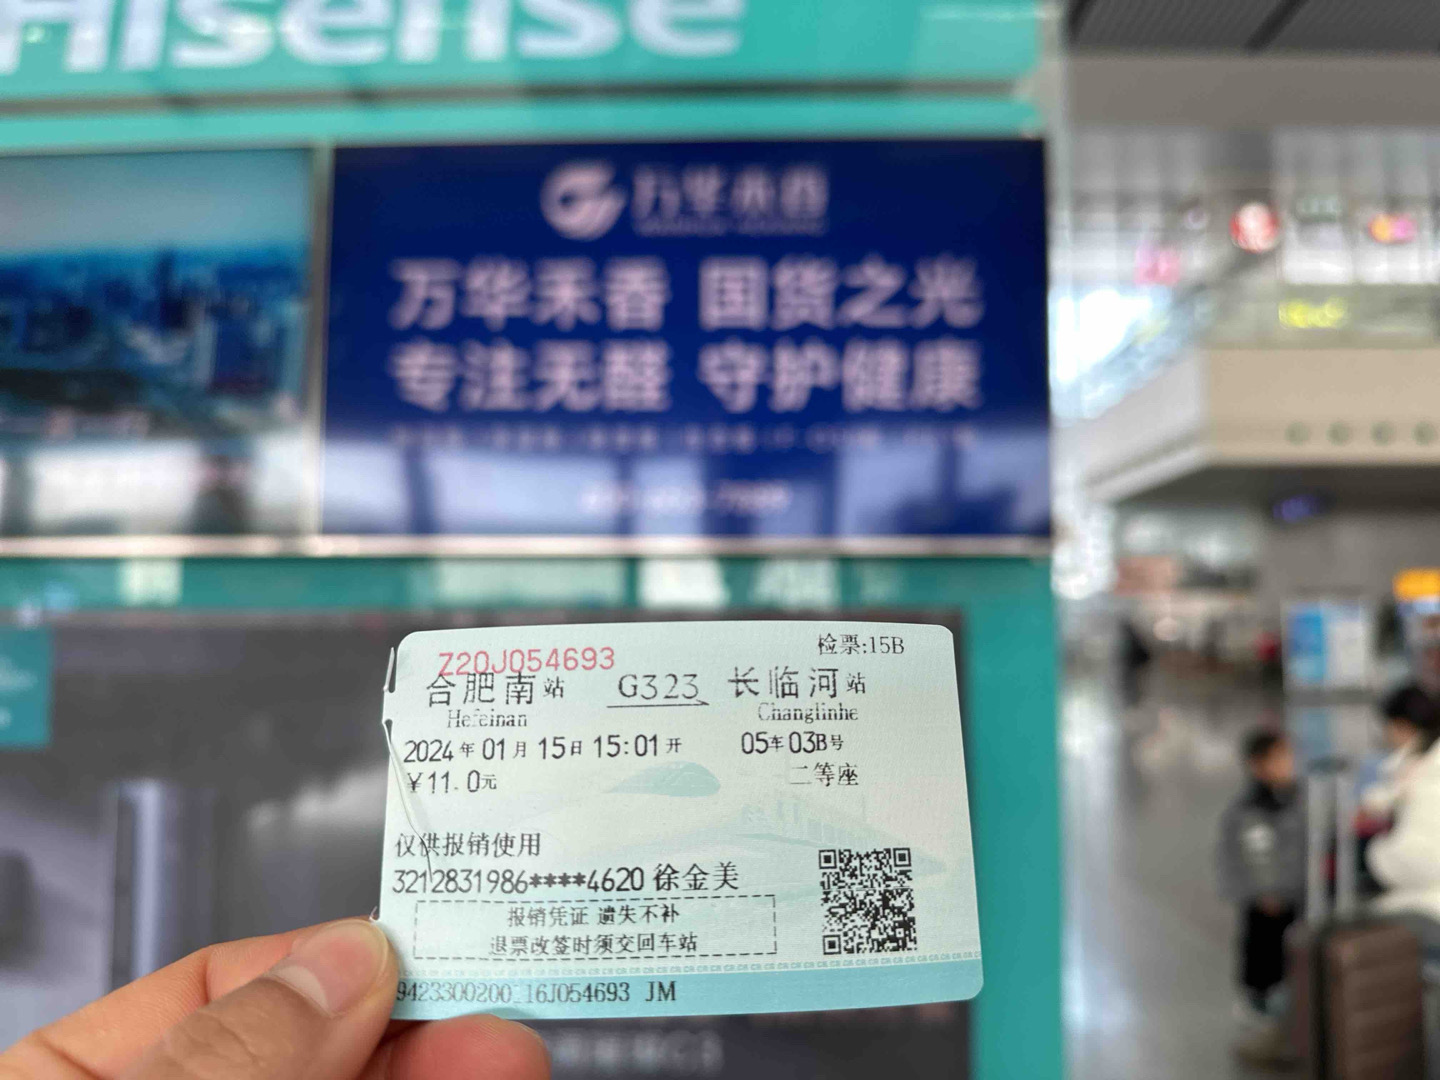 Hisense
万华禾香
万华禾香 国货之光
专注无醛 守护健康
Z20J054693
检票:15B
合肥南站 G323 长临河站
Hefeinan Changlinhe
2024年01月15日15:01开 05车03B号
¥11.0元 二等座
仅供报销使用
3212831986****4620 徐金美
报销凭证 遗失不补
退票改签时须交回车站
16J054693 JM